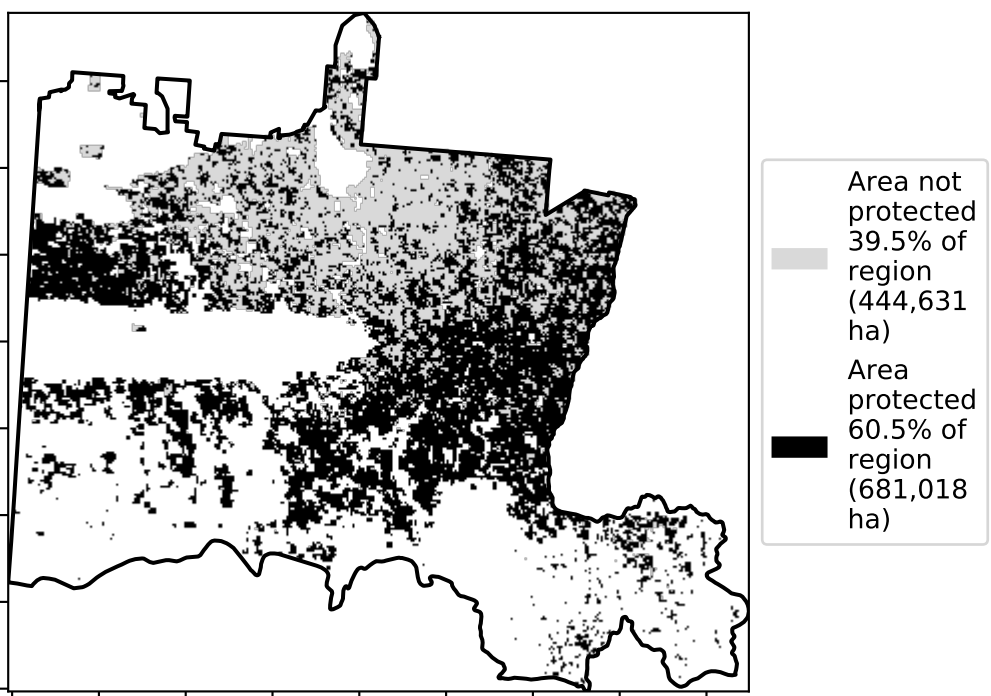 Area not
protected
39.5% of
region
(444,631
ha)
Area
protected
60.5% of
region
(681,018
ha)